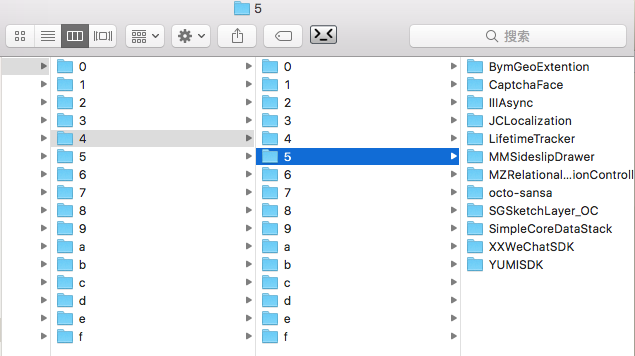 5
搜索
0
1
2
3
4
5
6
7
8
9
a
b
c
d
e
f
0
1
2
3
4
5
6
7
8
9
a
b
c
d
e
f
BymGeoExtention
CaptchaFace
IllAsync
JCLocalization
LifetimeTracker
MMSideslipDrawer
MZRelational...ionControll
octo-sansa
SGSketchLayer_OC
SimpleCoreDataStack
XXWeChatSDK
YUMISDK